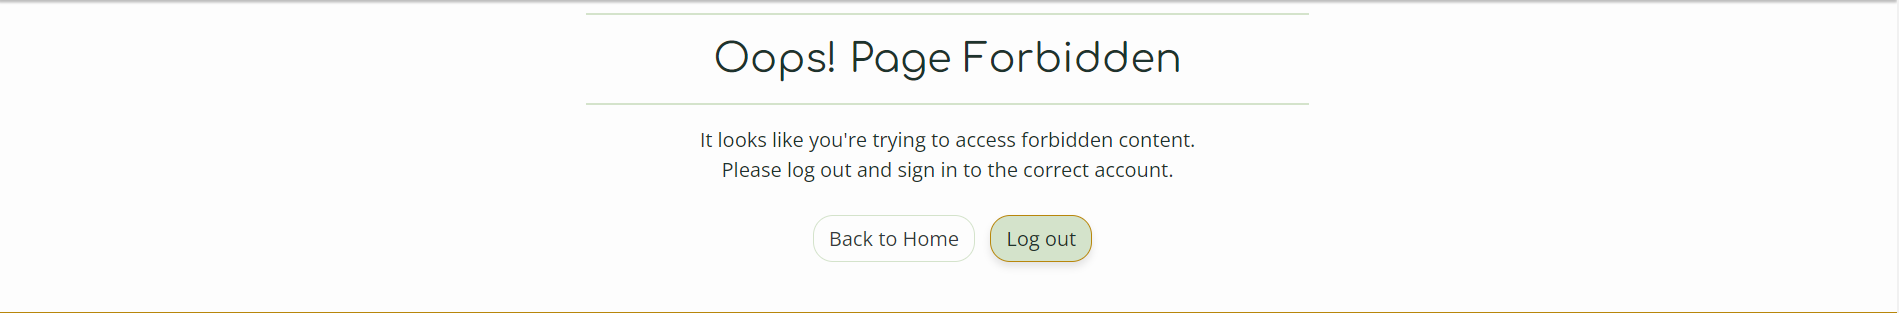 Oops! Page Forbidden
It looks like you're trying to access forbidden content.
Please log out and sign in to the correct account.
Back to Home
Log out